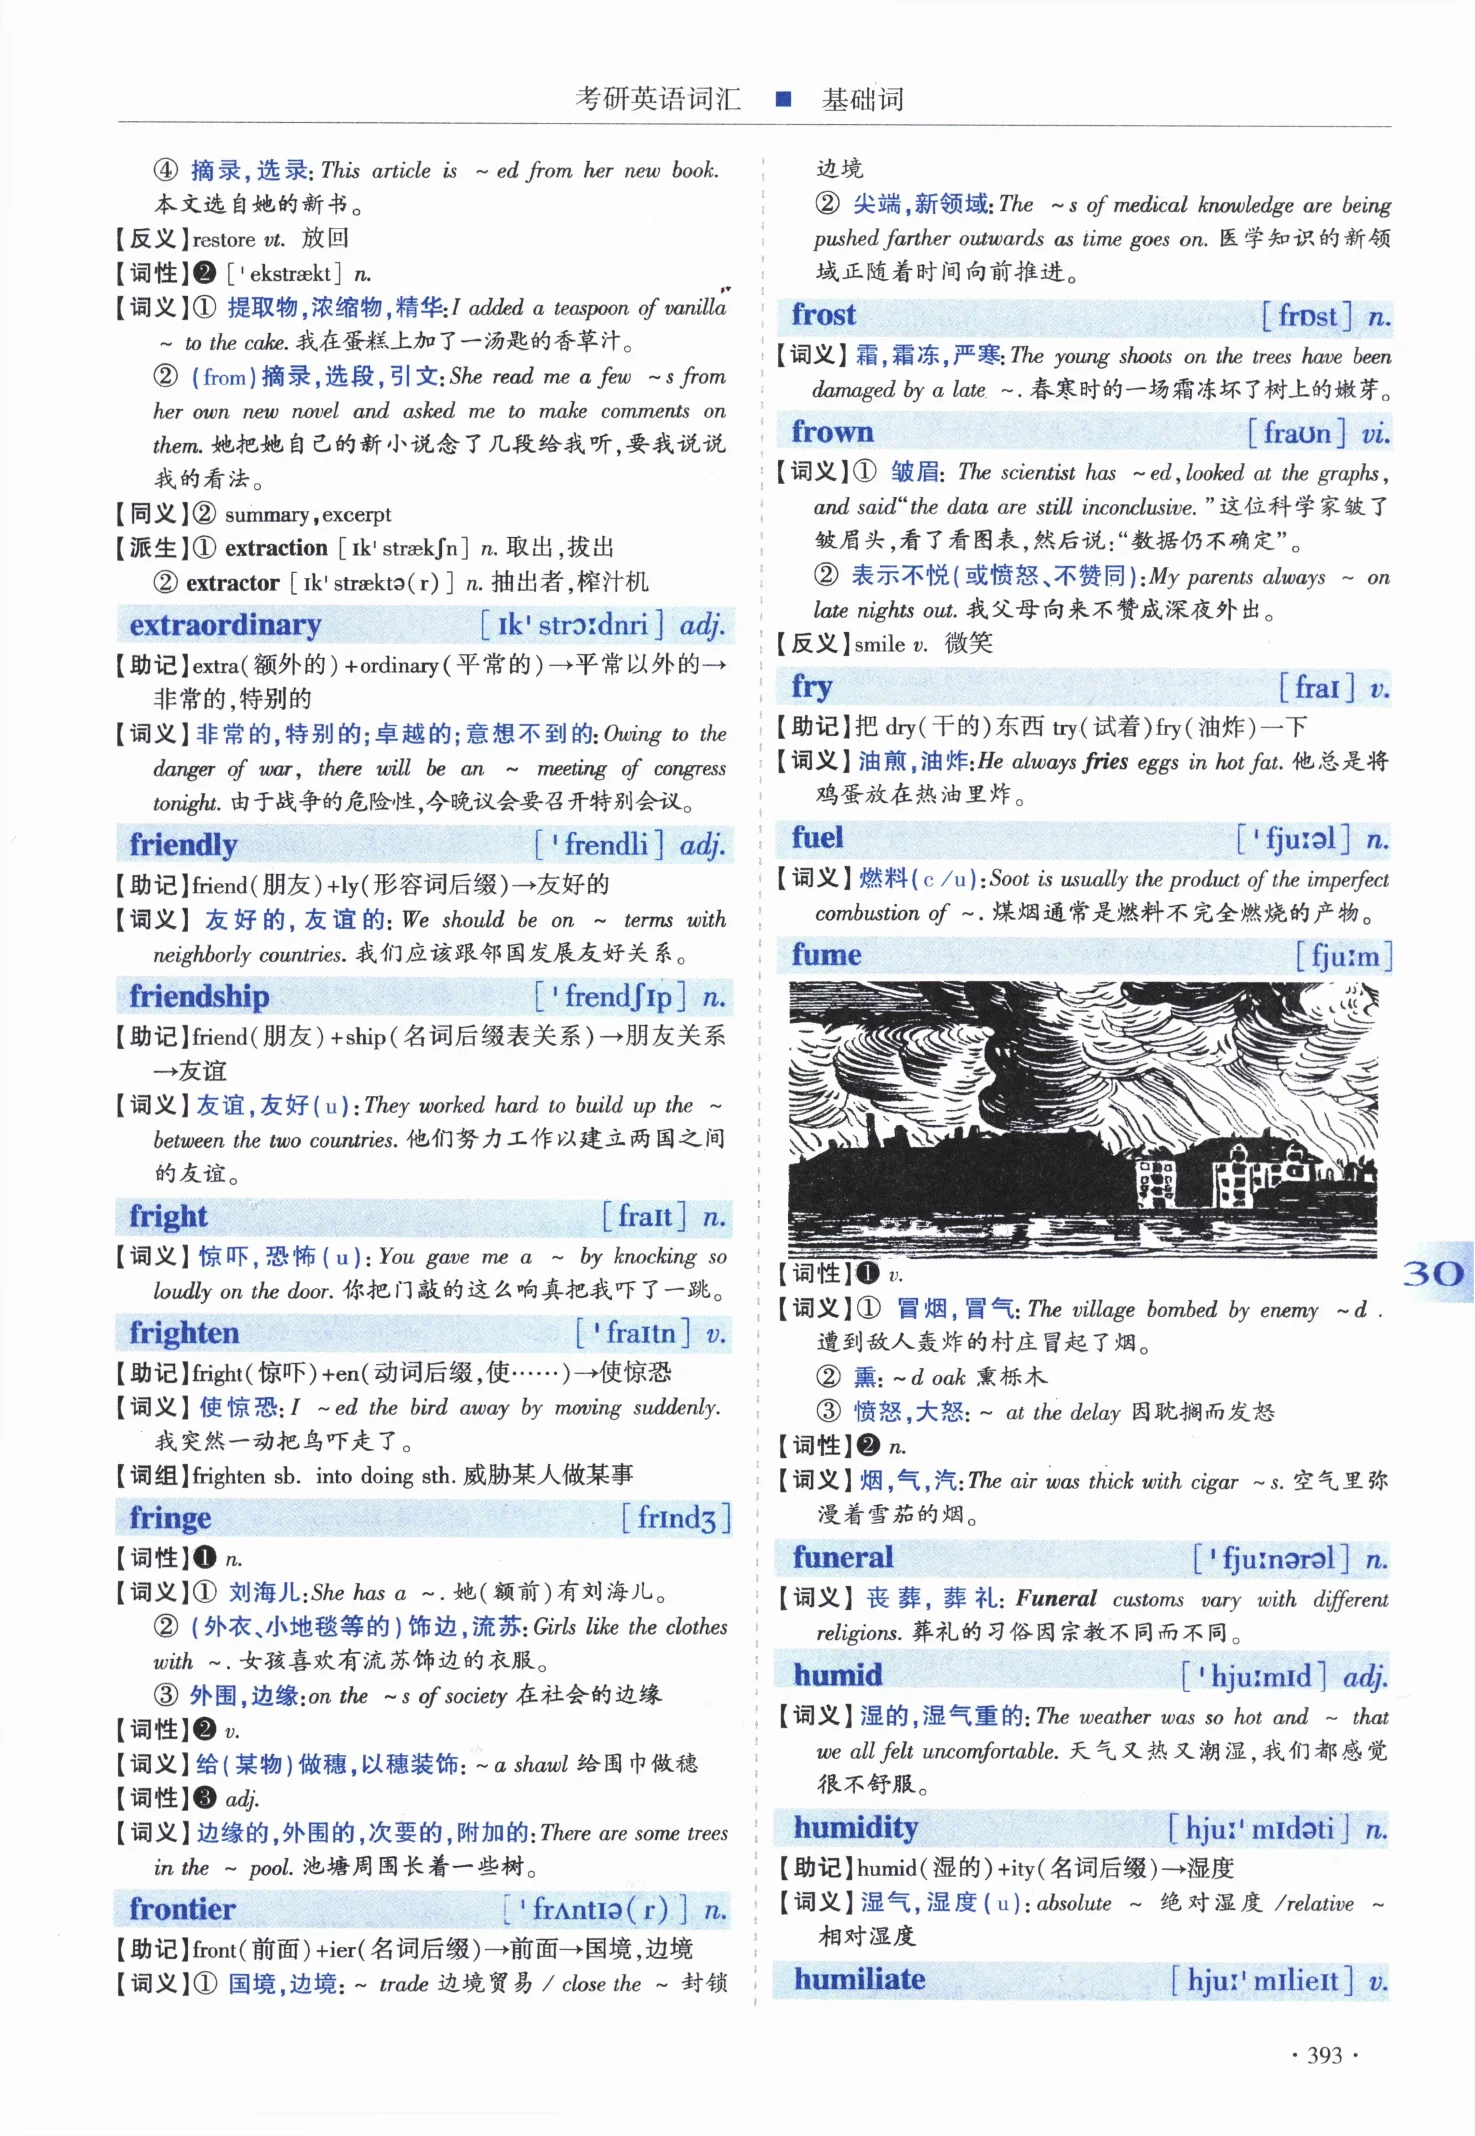 考研英语词汇 ■ 基础词
④ 摘录,选录: This article is ~ed from her new book.
本文选自她的新书。
【反义】restore vt. 放回
【词性】❷ [ˈekstrækt] n.
【词义】① 提取物,浓缩物,精华:I added a teaspoon of vanilla
~ to the cake. 我在蛋糕上加了一汤匙的香草汁。
② (from)摘录,选段,引文:She read me a few ~s from
her own new novel and asked me to make comments on
them. 她把她自己的新小说念了几段给我听,要我说说
我的看法。
【同义】② summary,excerpt
【派生】① extraction [ɪkˈstrækʃn] n. 取出,拔出
② extractor [ɪkˈstræktə(r)] n. 抽出者,榨汁机
extraordinary [ɪkˈstrɔːdnri] adj.
【助记】extra(额外的)+ordinary(平常的)→平常以外的→
非常的,特别的
【词义】非常的,特别的;卓越的;意想不到的:Owing to the
danger of war, there will be an ~ meeting of congress
tonight. 由于战争的危险性,今晚议会要召开特别会议。
friendly [ˈfrendli] adj.
【助记】friend(朋友)+ly(形容词后缀)→友好的
【词义】友好的,友谊的: We should be on ~ terms with
neighborly countries. 我们应该跟邻国发展友好关系。
friendship [ˈfrendʃɪp] n.
【助记】friend(朋友)+ship(名词后缀表关系)→朋友关系
→友谊
【词义】友谊,友好(u):They worked hard to build up the ~
between the two countries. 他们努力工作以建立两国之间
的友谊。
fright [fraɪt] n.
【词义】惊吓,恐怖(u): You gave me a ~ by knocking so
loudly on the door. 你把门敲的这么响真把我吓了一跳。
frighten [ˈfraɪtn] v.
【助记】fright(惊吓)+en(动词后缀,使……)→使惊恐
【词义】使惊恐:I ~ed the bird away by moving suddenly.
我突然一动把鸟吓走了。
【词组】frighten sb. into doing sth. 威胁某人做某事
fringe [frɪndʒ]
【词性】❶ n.
【词义】① 刘海儿:She has a ~. 她(额前)有刘海儿。
② (外衣、小地毯等的)饰边,流苏:Girls like the clothes
with ~. 女孩喜欢有流苏饰边的衣服。
③ 外围,边缘:on the ~s of society 在社会的边缘
【词性】❷ v.
【词义】给(某物)做穗,以穗装饰: ~a shawl 给围巾做穗
【词性】❸ adj.
【词义】边缘的,外围的,次要的,附加的:There are some trees
in the ~ pool. 池塘周围长着一些树。
frontier [ˈfrʌntɪə(r)] n.
【助记】front(前面)+ier(名词后缀)→前面→国境,边境
【词义】① 国境,边境: ~ trade 边境贸易 / close the ~ 封锁
边境
② 尖端,新领域:The ~s of medical knowledge are being
pushed farther outwards as time goes on. 医学知识的新领
域正随着时间向前推进。
frost [frɒst] n.
【词义】霜,霜冻,严寒:The young shoots on the trees have been
damaged by a late ~. 春寒时的一场霜冻坏了树上的嫩芽。
frown [fraʊn] vi.
【词义】① 皱眉: The scientist has ~ed,looked at the graphs,
and said“the data are still inconclusive.”这位科学家皱了
皱眉头,看了看图表,然后说:“数据仍不确定”。
② 表示不悦(或愤怒、不赞同):My parents always ~ on
late nights out. 我父母向来不赞成深夜外出。
【反义】smile v. 微笑
fry [fraɪ] v.
【助记】把 dry(干的)东西 try(试着)fry(油炸)一下
【词义】油煎,油炸:He always fries eggs in hot fat. 他总是将
鸡蛋放在热油里炸。
fuel [ˈfjuːəl] n.
【词义】燃料(c /u):Soot is usually the product of the imperfect
combustion of ~. 煤烟通常是燃料不完全燃烧的产物。
fume [fjuːm]
【词性】❶ v.
【词义】① 冒烟,冒气: The village bombed by enemy ~d .
遭到敌人轰炸的村庄冒起了烟。
② 熏: ~d oak 熏栎木
③ 愤怒,大怒: ~ at the delay 因耽搁而发怒
【词性】❷ n.
【词义】烟,气,汽:The air was thick with cigar ~s. 空气里弥
漫着雪茄的烟。
funeral [ˈfjuːnərəl] n.
【词义】丧葬,葬礼: Funeral customs vary with different
religions. 葬礼的习俗因宗教不同而不同。
humid [ˈhjuːmɪd] adj.
【词义】湿的,湿气重的: The weather was so hot and ~ that
we all felt uncomfortable. 天气又热又潮湿,我们都感觉
很不舒服。
humidity [hjuːˈmɪdəti] n.
【助记】humid(湿的)+ity(名词后缀)→湿度
【词义】湿气,湿度(u): absolute ~ 绝对湿度 /relative ~
相对湿度
humiliate [hjuːˈmɪlieɪt] v.
30
·393·